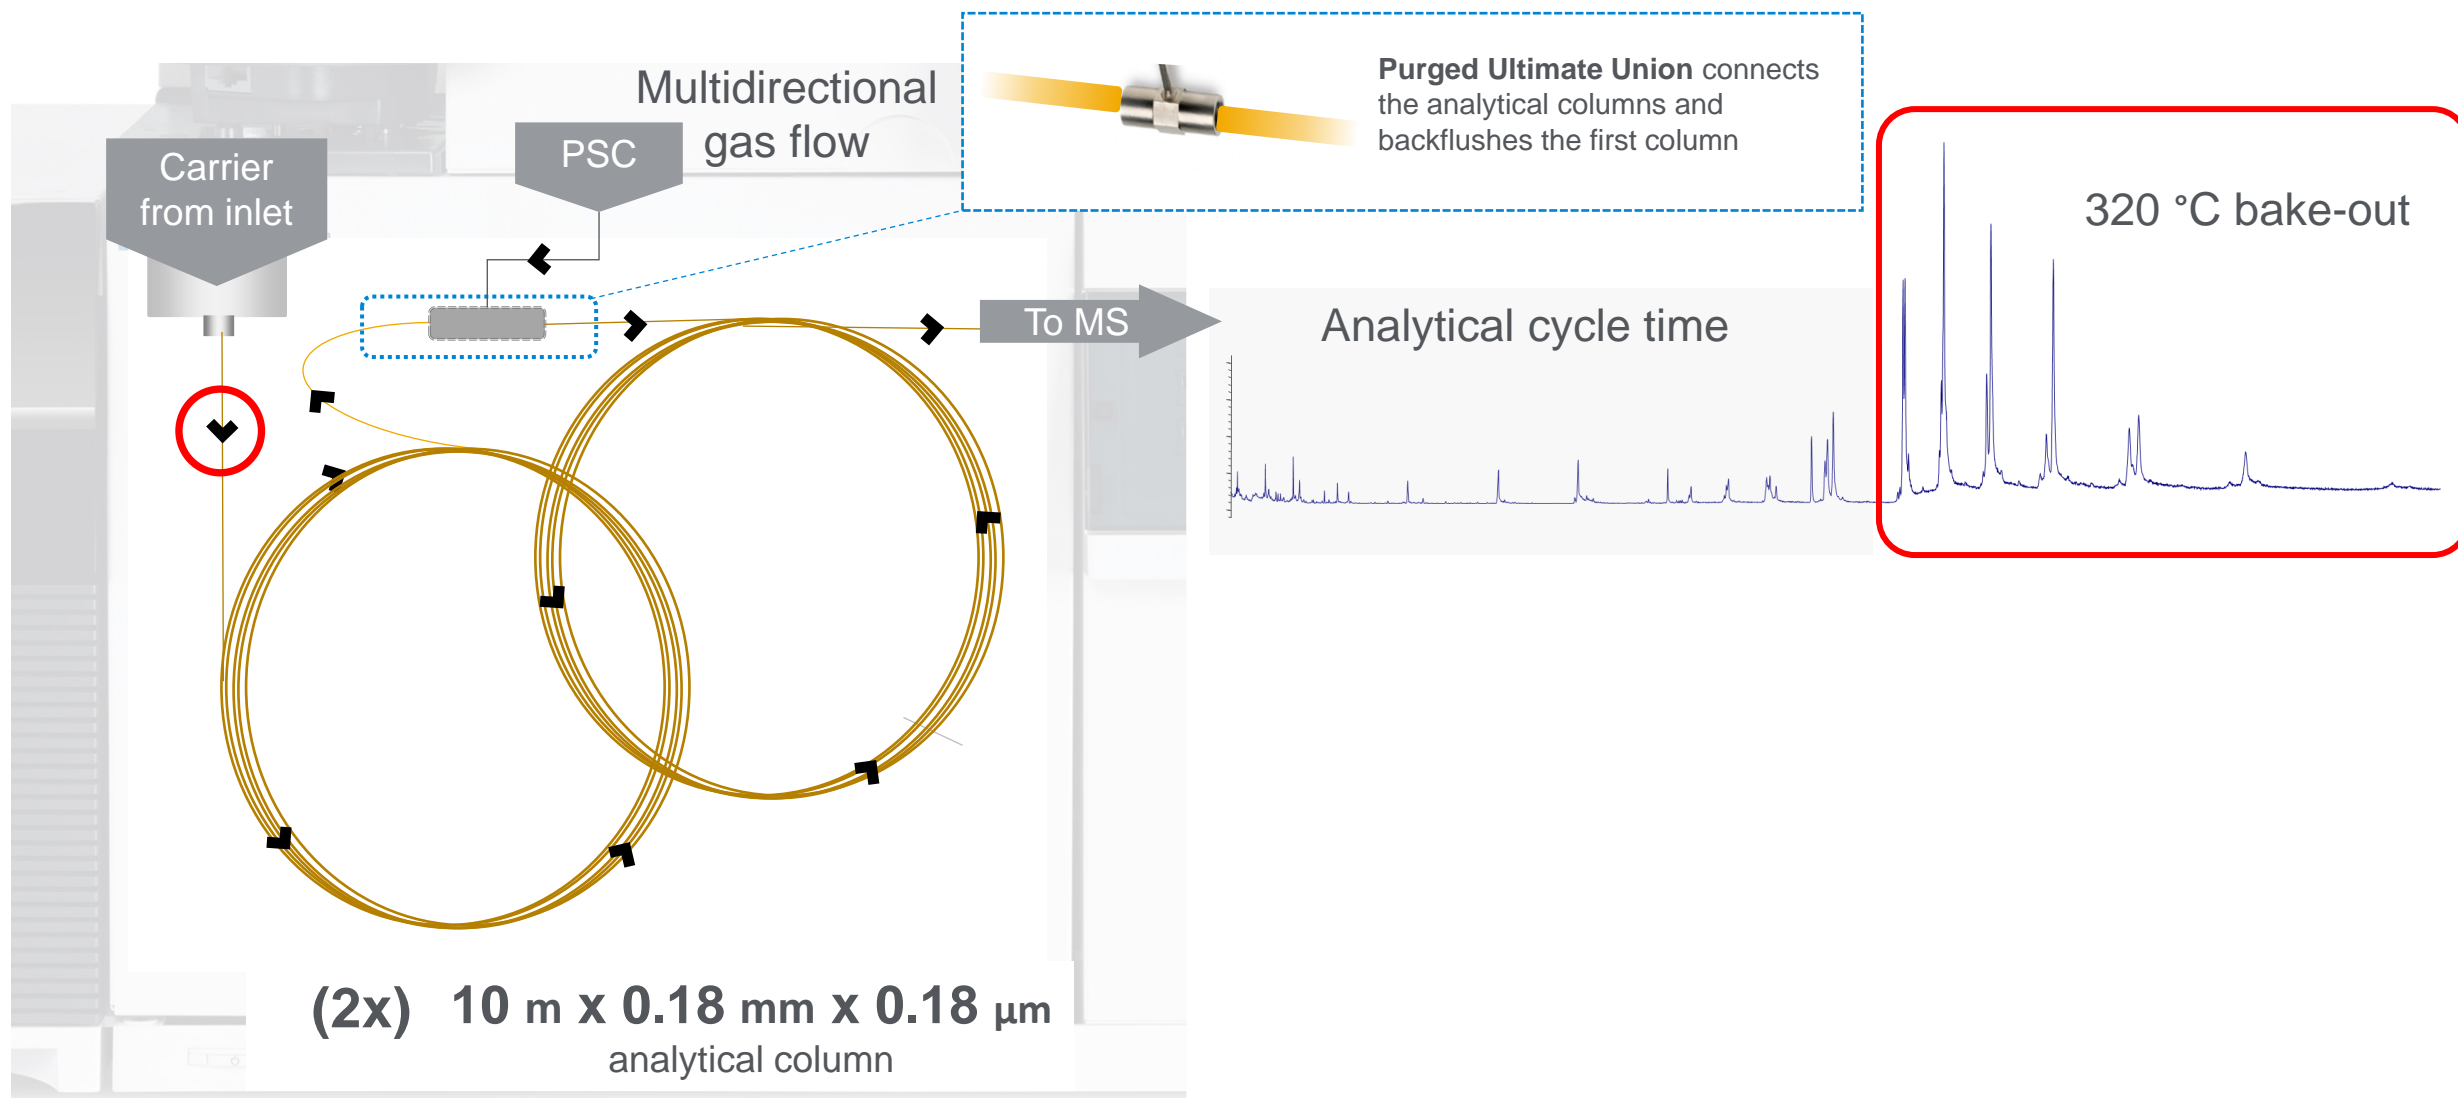 Multidirectional
gas flow
Carrier
from inlet
PSC
Purged Ultimate Union connects
the analytical columns and
backflushes the first column
320 °C bake-out
To MS
Analytical cycle time
(2x) 10 m x 0.18 mm x 0.18 µm
analytical column